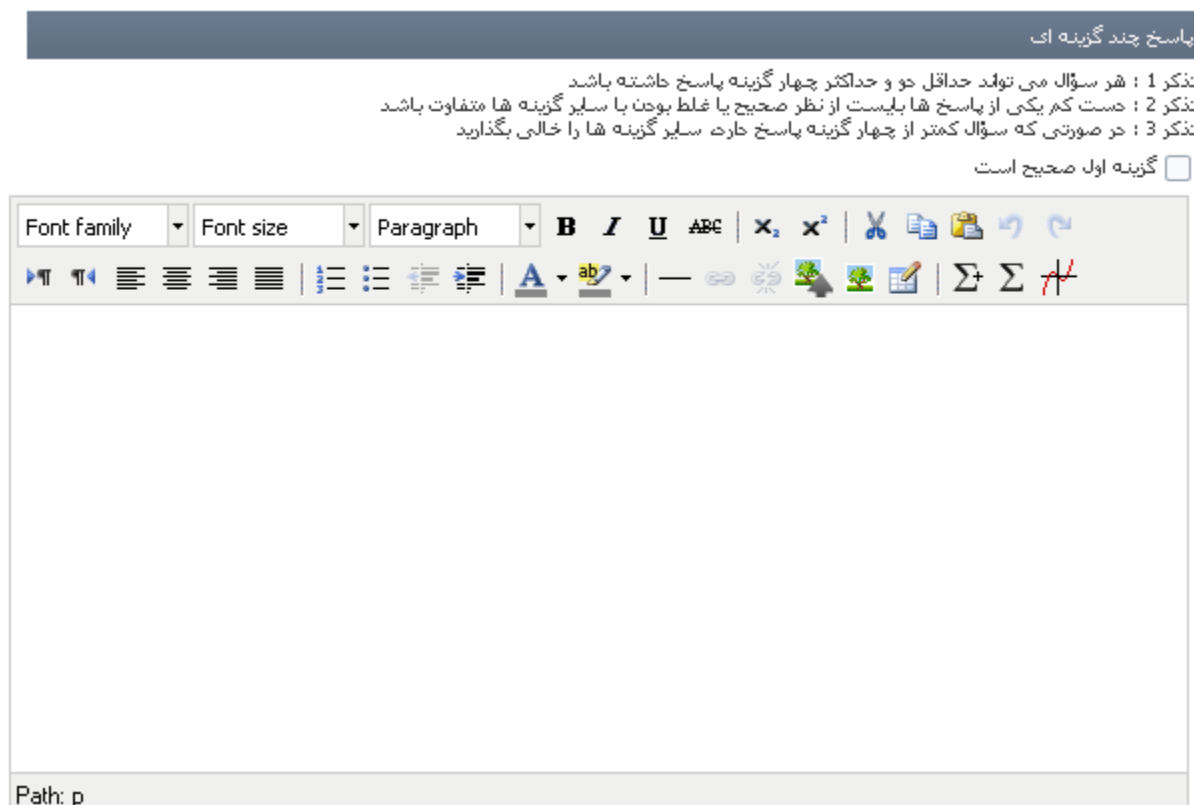 پاسخ چند گزینه ای
تذکر 1 : هر سؤال می تواند حداقل دو و حداکثر چهار گزینه پاسخ داشته باشد
تذکر 2 : دست کم یکی از پاسخ ها بایست از نظر صحیح یا غلط بودن با سایر گزینه ها متفاوت باشد
تذکر 3 : در صورتی که سؤال کمتر از چهار گزینه پاسخ دارد، سایر گزینه ها را خالی بگذارید
گزینه اول صحیح است
Font family Font size Paragraph B I U ABC x₂ x²
Path: p